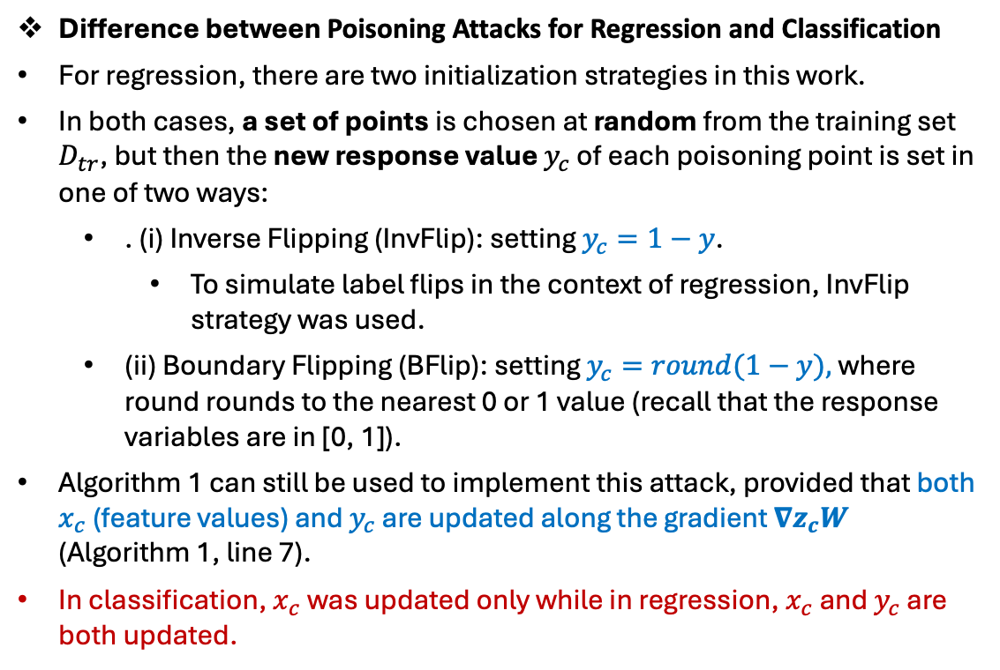 ❖ Difference between Poisoning Attacks for Regression and Classification
• For regression, there are two initialization strategies in this work.
• In both cases, a set of points is chosen at random from the training set
D_tr, but then the new response value y_c of each poisoning point is set in
one of two ways:
• . (i) Inverse Flipping (InvFlip): setting y_c = 1 − y.
• To simulate label flips in the context of regression, InvFlip
strategy was used.
• (ii) Boundary Flipping (BFlip): setting y_c = round(1 − y), where
round rounds to the nearest 0 or 1 value (recall that the response
variables are in [0, 1]).
• Algorithm 1 can still be used to implement this attack, provided that both
x_c (feature values) and y_c are updated along the gradient ∇z_cW
(Algorithm 1, line 7).
• In classification, x_c was updated only while in regression, x_c and y_c are
both updated.